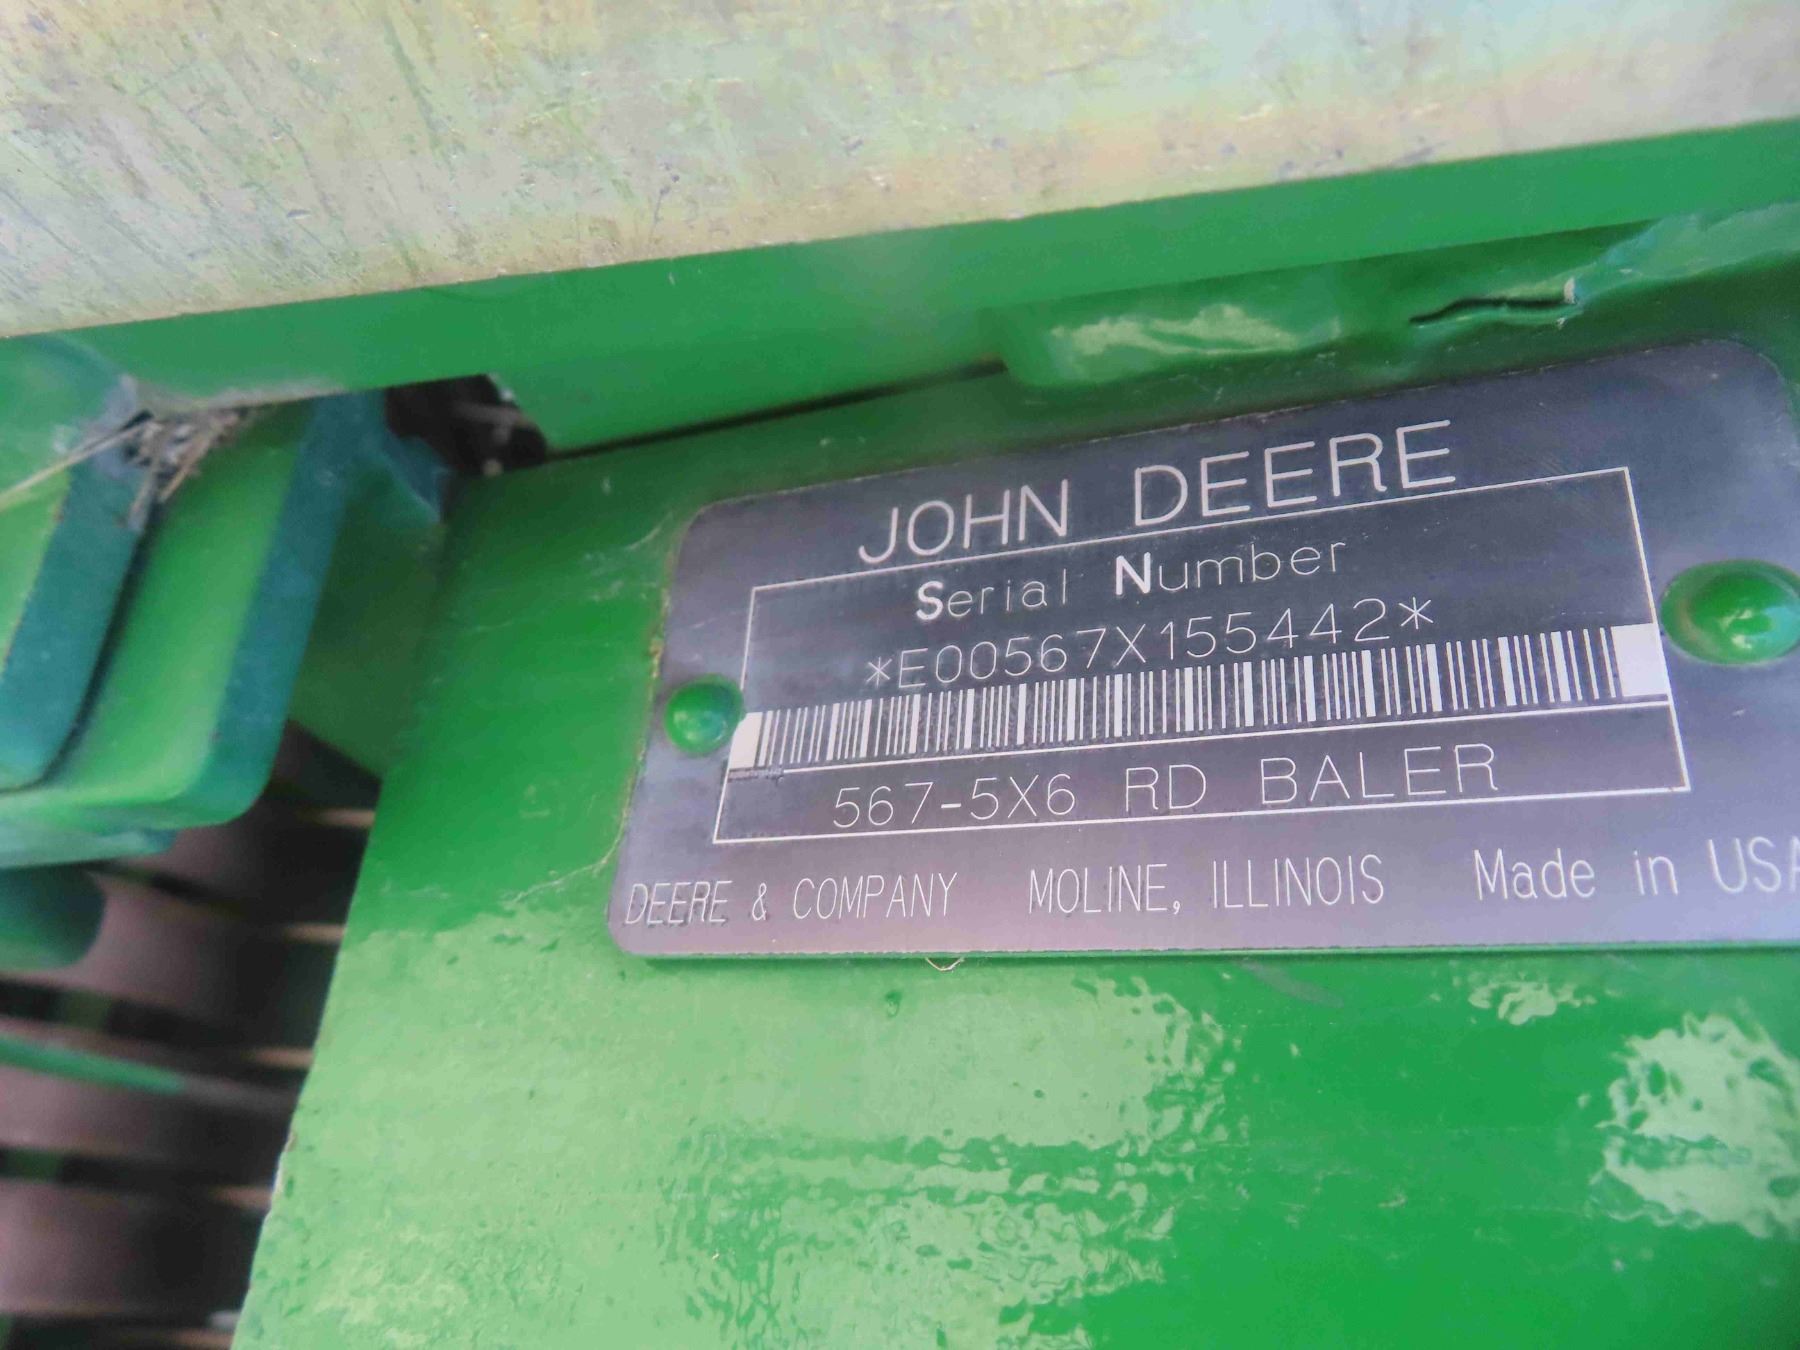 JOHN DEERE
Serial Number
*E00567X155442*
567-5X6 RD BALER
DEERE & COMPANY MOLINE, ILLINOIS Made in USA